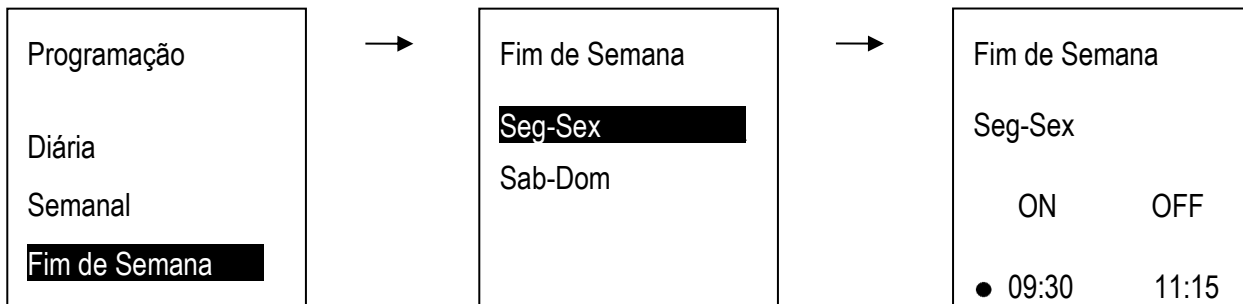 Programação
Diária
Semanal
Fim de Semana
Fim de Semana
Seg-Sex
Sab-Dom
Fim de Semana
Seg-Sex
ON OFF
● 09:30 11:15